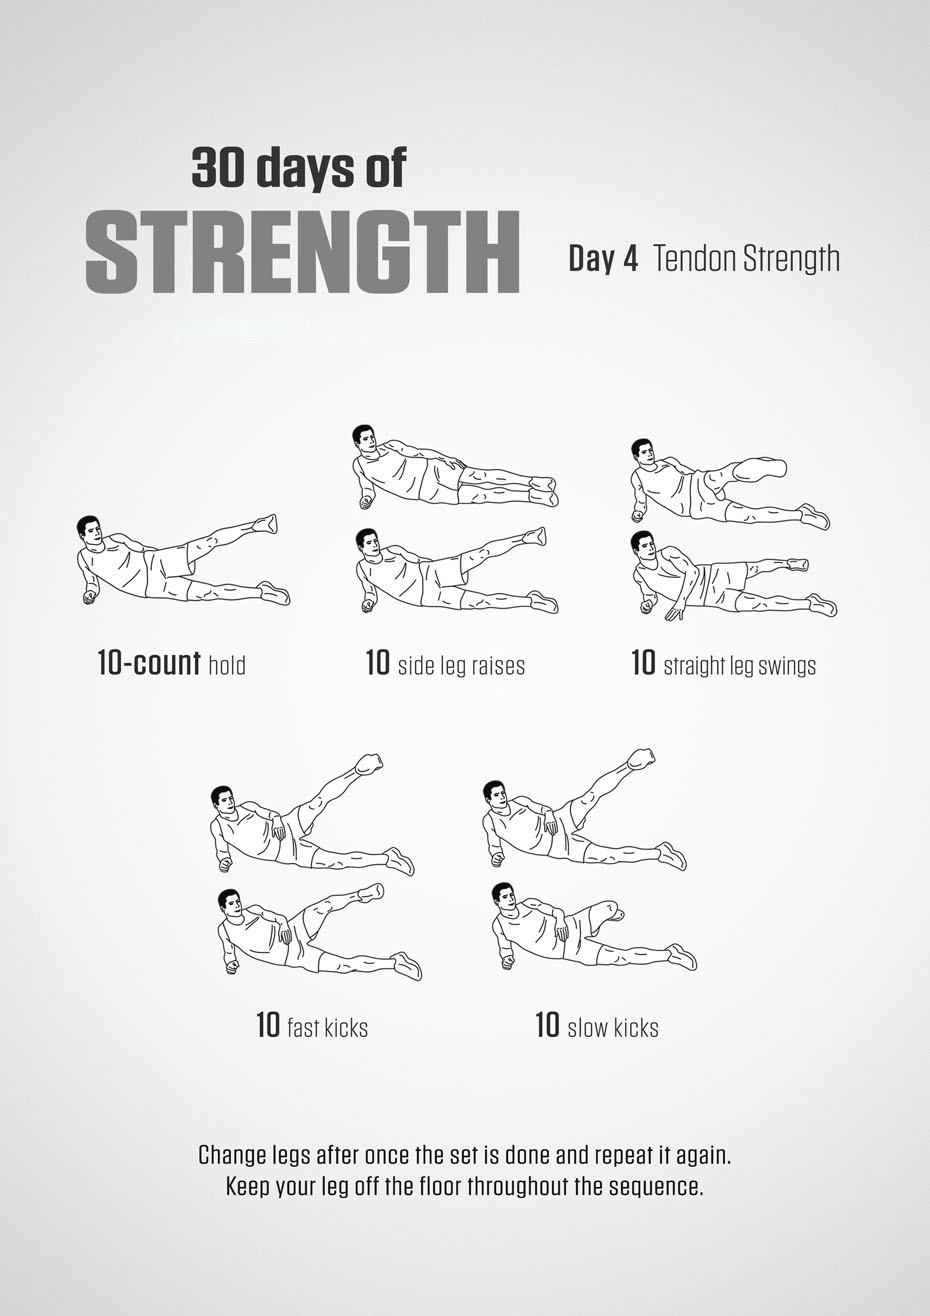 30 days of
STRENGTH
Day 4 Tendon Strength
10-count hold
10 side leg raises
10 straight leg swings
10 fast kicks
10 slow kicks
Change legs after once the set is done and repeat it again.
Keep your leg off the floor throughout the sequence.